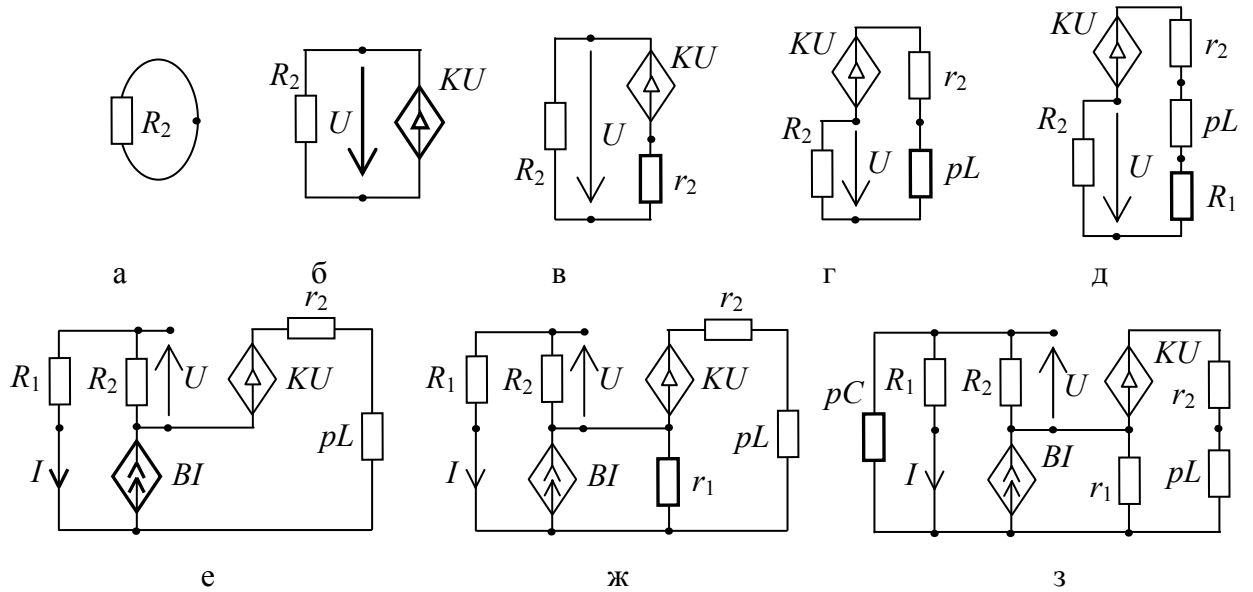 R₂
а
R₂ U KU
б
R₂ U KU r₂
в
KU r₂ R₂ U pL
г
KU r₂ R₂ pL U R₁
д
r₂ R₁ R₂ U KU pL I BI
е
r₂ R₁ R₂ U KU pL I BI r₁
ж
pC R₁ R₂ U KU r₂ I BI r₁ pL
з